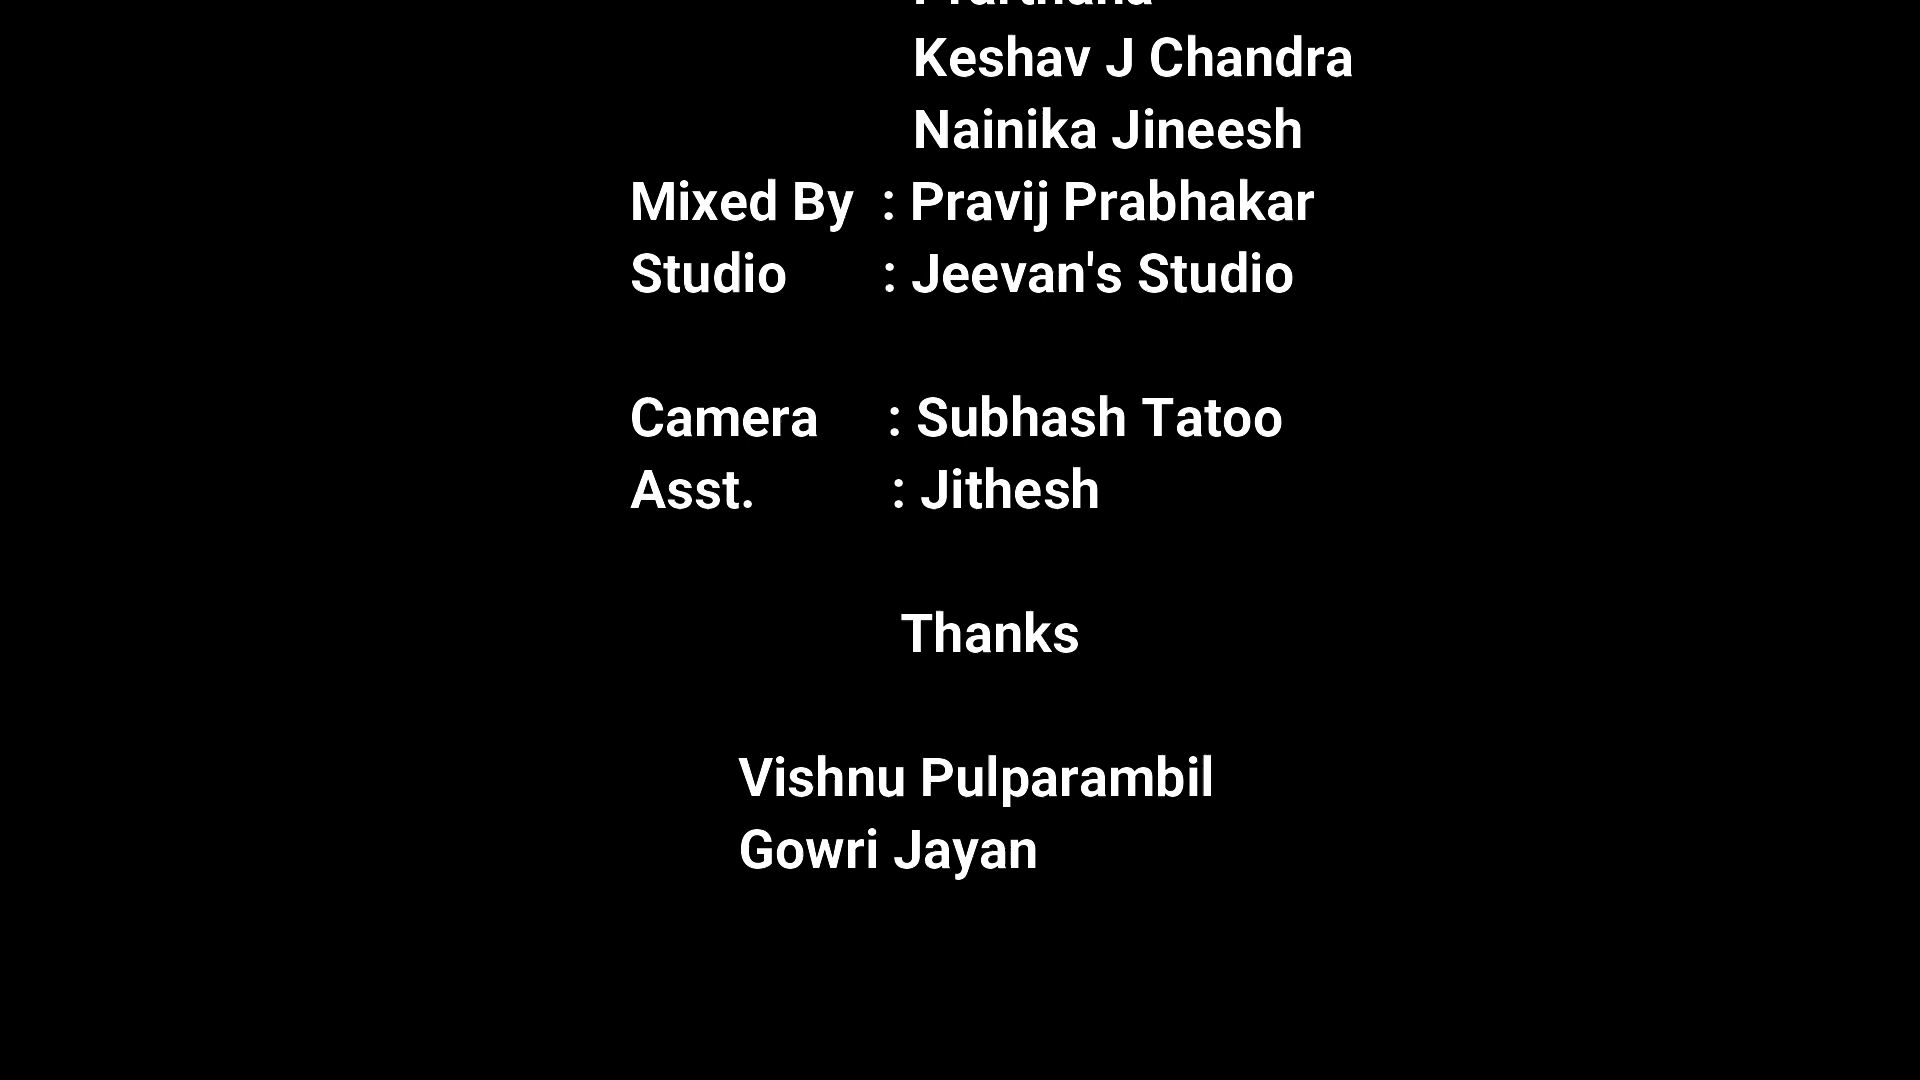 Keshav J Chandra
Nainika Jineesh
Mixed By : Pravij Prabhakar
Studio : Jeevan's Studio
Camera : Subhash Tatoo
Asst. : Jithesh
Thanks
Vishnu Pulparambil
Gowri Jayan